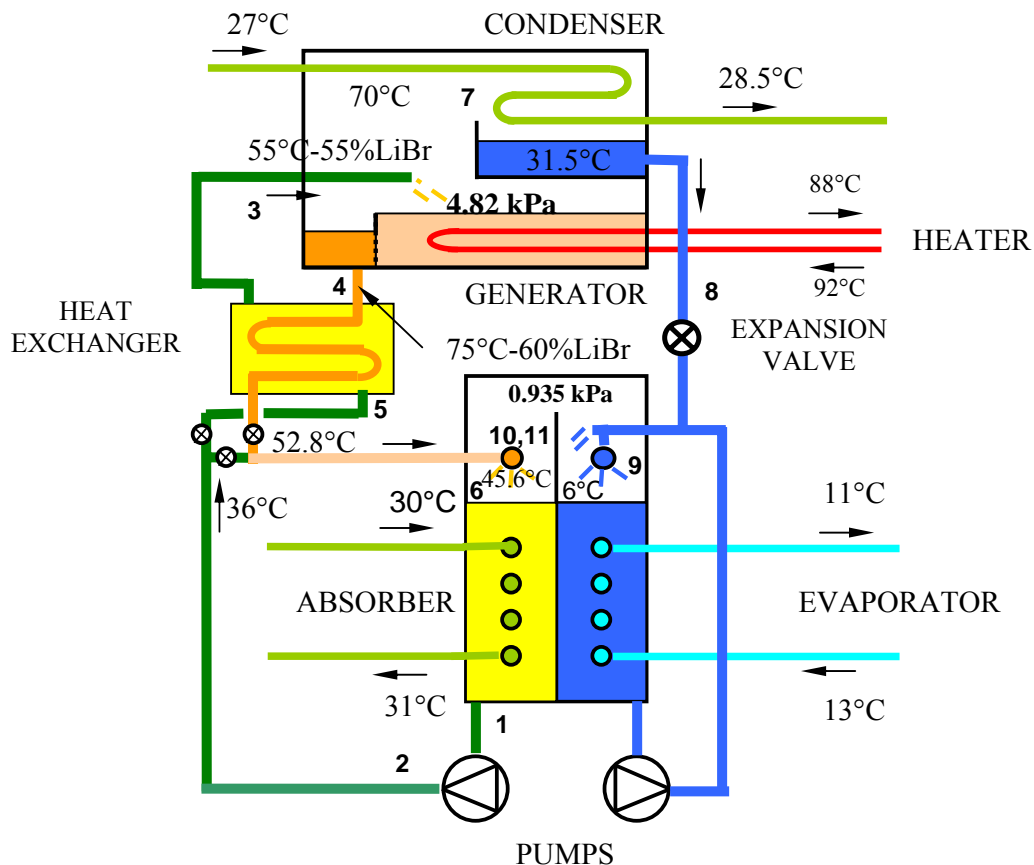 CONDENSER
27°C
28.5°C
70°C
7
55°C-55%LiBr
31.5°C
3
4.82 kPa
88°C
HEATER
92°C
4
GENERATOR
8
HEAT
EXCHANGER
EXPANSION
VALVE
75°C-60%LiBr
0.935 kPa
5
52.8°C
10,11
9
45.6°C
6
6°C
36°C
30°C
11°C
ABSORBER
EVAPORATOR
31°C
13°C
1
2
PUMPS